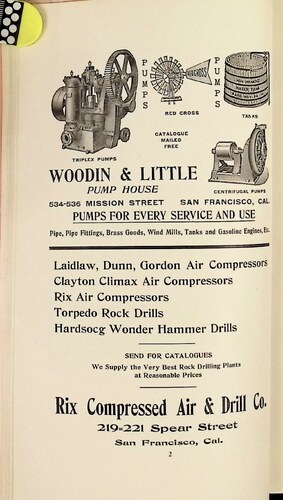 PUMPS
REDCROSS
PUMPS
WATER TANK
RED CROSS
TANKS
CATALOGUE
MAILED
FREE
TRIPLEX PUMPS
CENTRIFUGAL PUMPS
WOODIN & LITTLE
PUMP HOUSE
534-536 MISSION STREET SAN FRANCISCO, CAL.
PUMPS FOR EVERY SERVICE AND USE
Pipe, Pipe Fittings, Brass Goods, Wind Mills, Tanks and Gasoline Engines, Etc.
Laidlaw, Dunn, Gordon Air Compressors
Clayton Climax Air Compressors
Rix Air Compressors
Torpedo Rock Drills
Hardsocg Wonder Hammer Drills
SEND FOR CATALOGUES
We Supply the Very Best Rock Drilling Plants
at Reasonable Prices
Rix Compressed Air & Drill Co.
219-221 Spear Street
San Francisco, Cal.
2